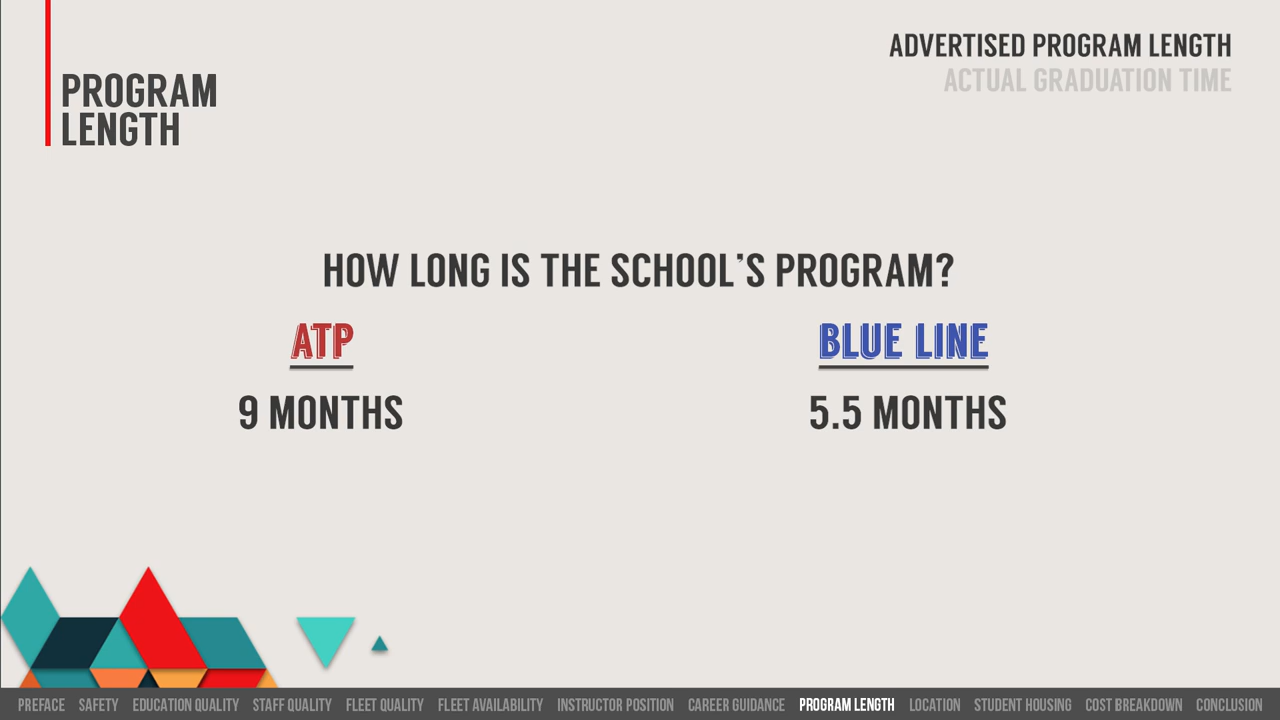 PROGRAM
LENGTH
ADVERTISED PROGRAM LENGTH
ACTUAL GRADUATION TIME
HOW LONG IS THE SCHOOL'S PROGRAM?
ATP
BLUE LINE
9 MONTHS
5.5 MONTHS
PREFACE SAFETY EDUCATION QUALITY STAFF QUALITY FLEET QUALITY FLEET AVAILABILITY INSTRUCTOR POSITION CAREER GUIDANCE PROGRAM LENGTH LOCATION STUDENT HOUSING COST BREAKDOWN CONCLUSION